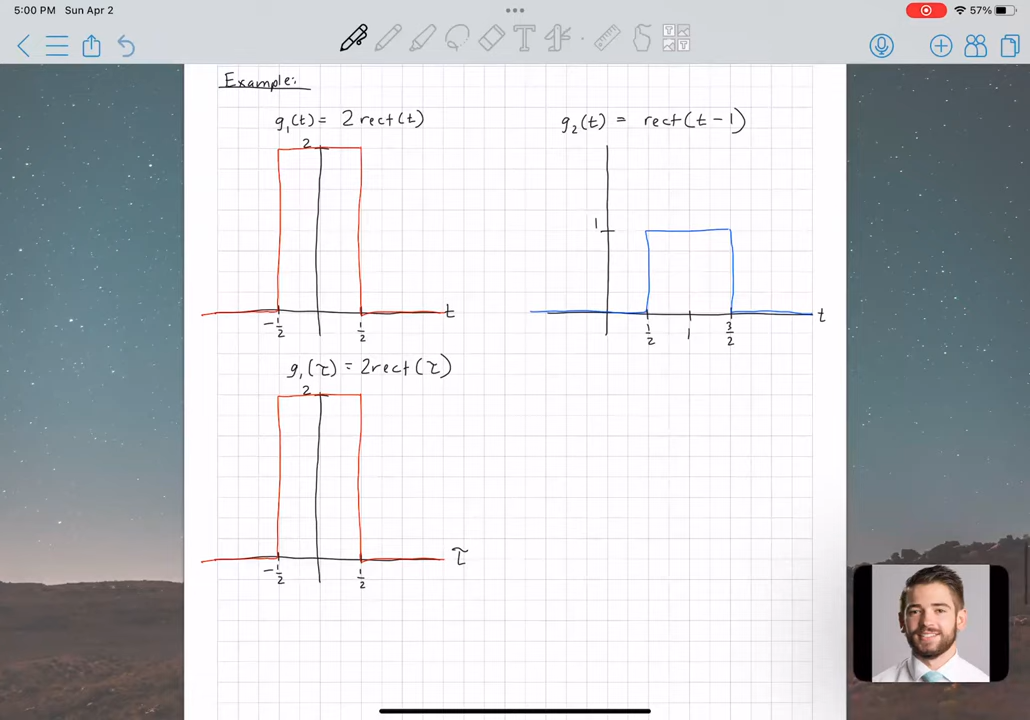 5:00 PM Sun Apr 2
57%
Example:
g₁(t) = 2 rect(t)
2
t
-1/2
1/2
g₂(t) = rect(t - 1)
1
t
1/2
1
3/2
g₁(τ) = 2rect(τ)
2
τ
-1/2
1/2
T
T
T